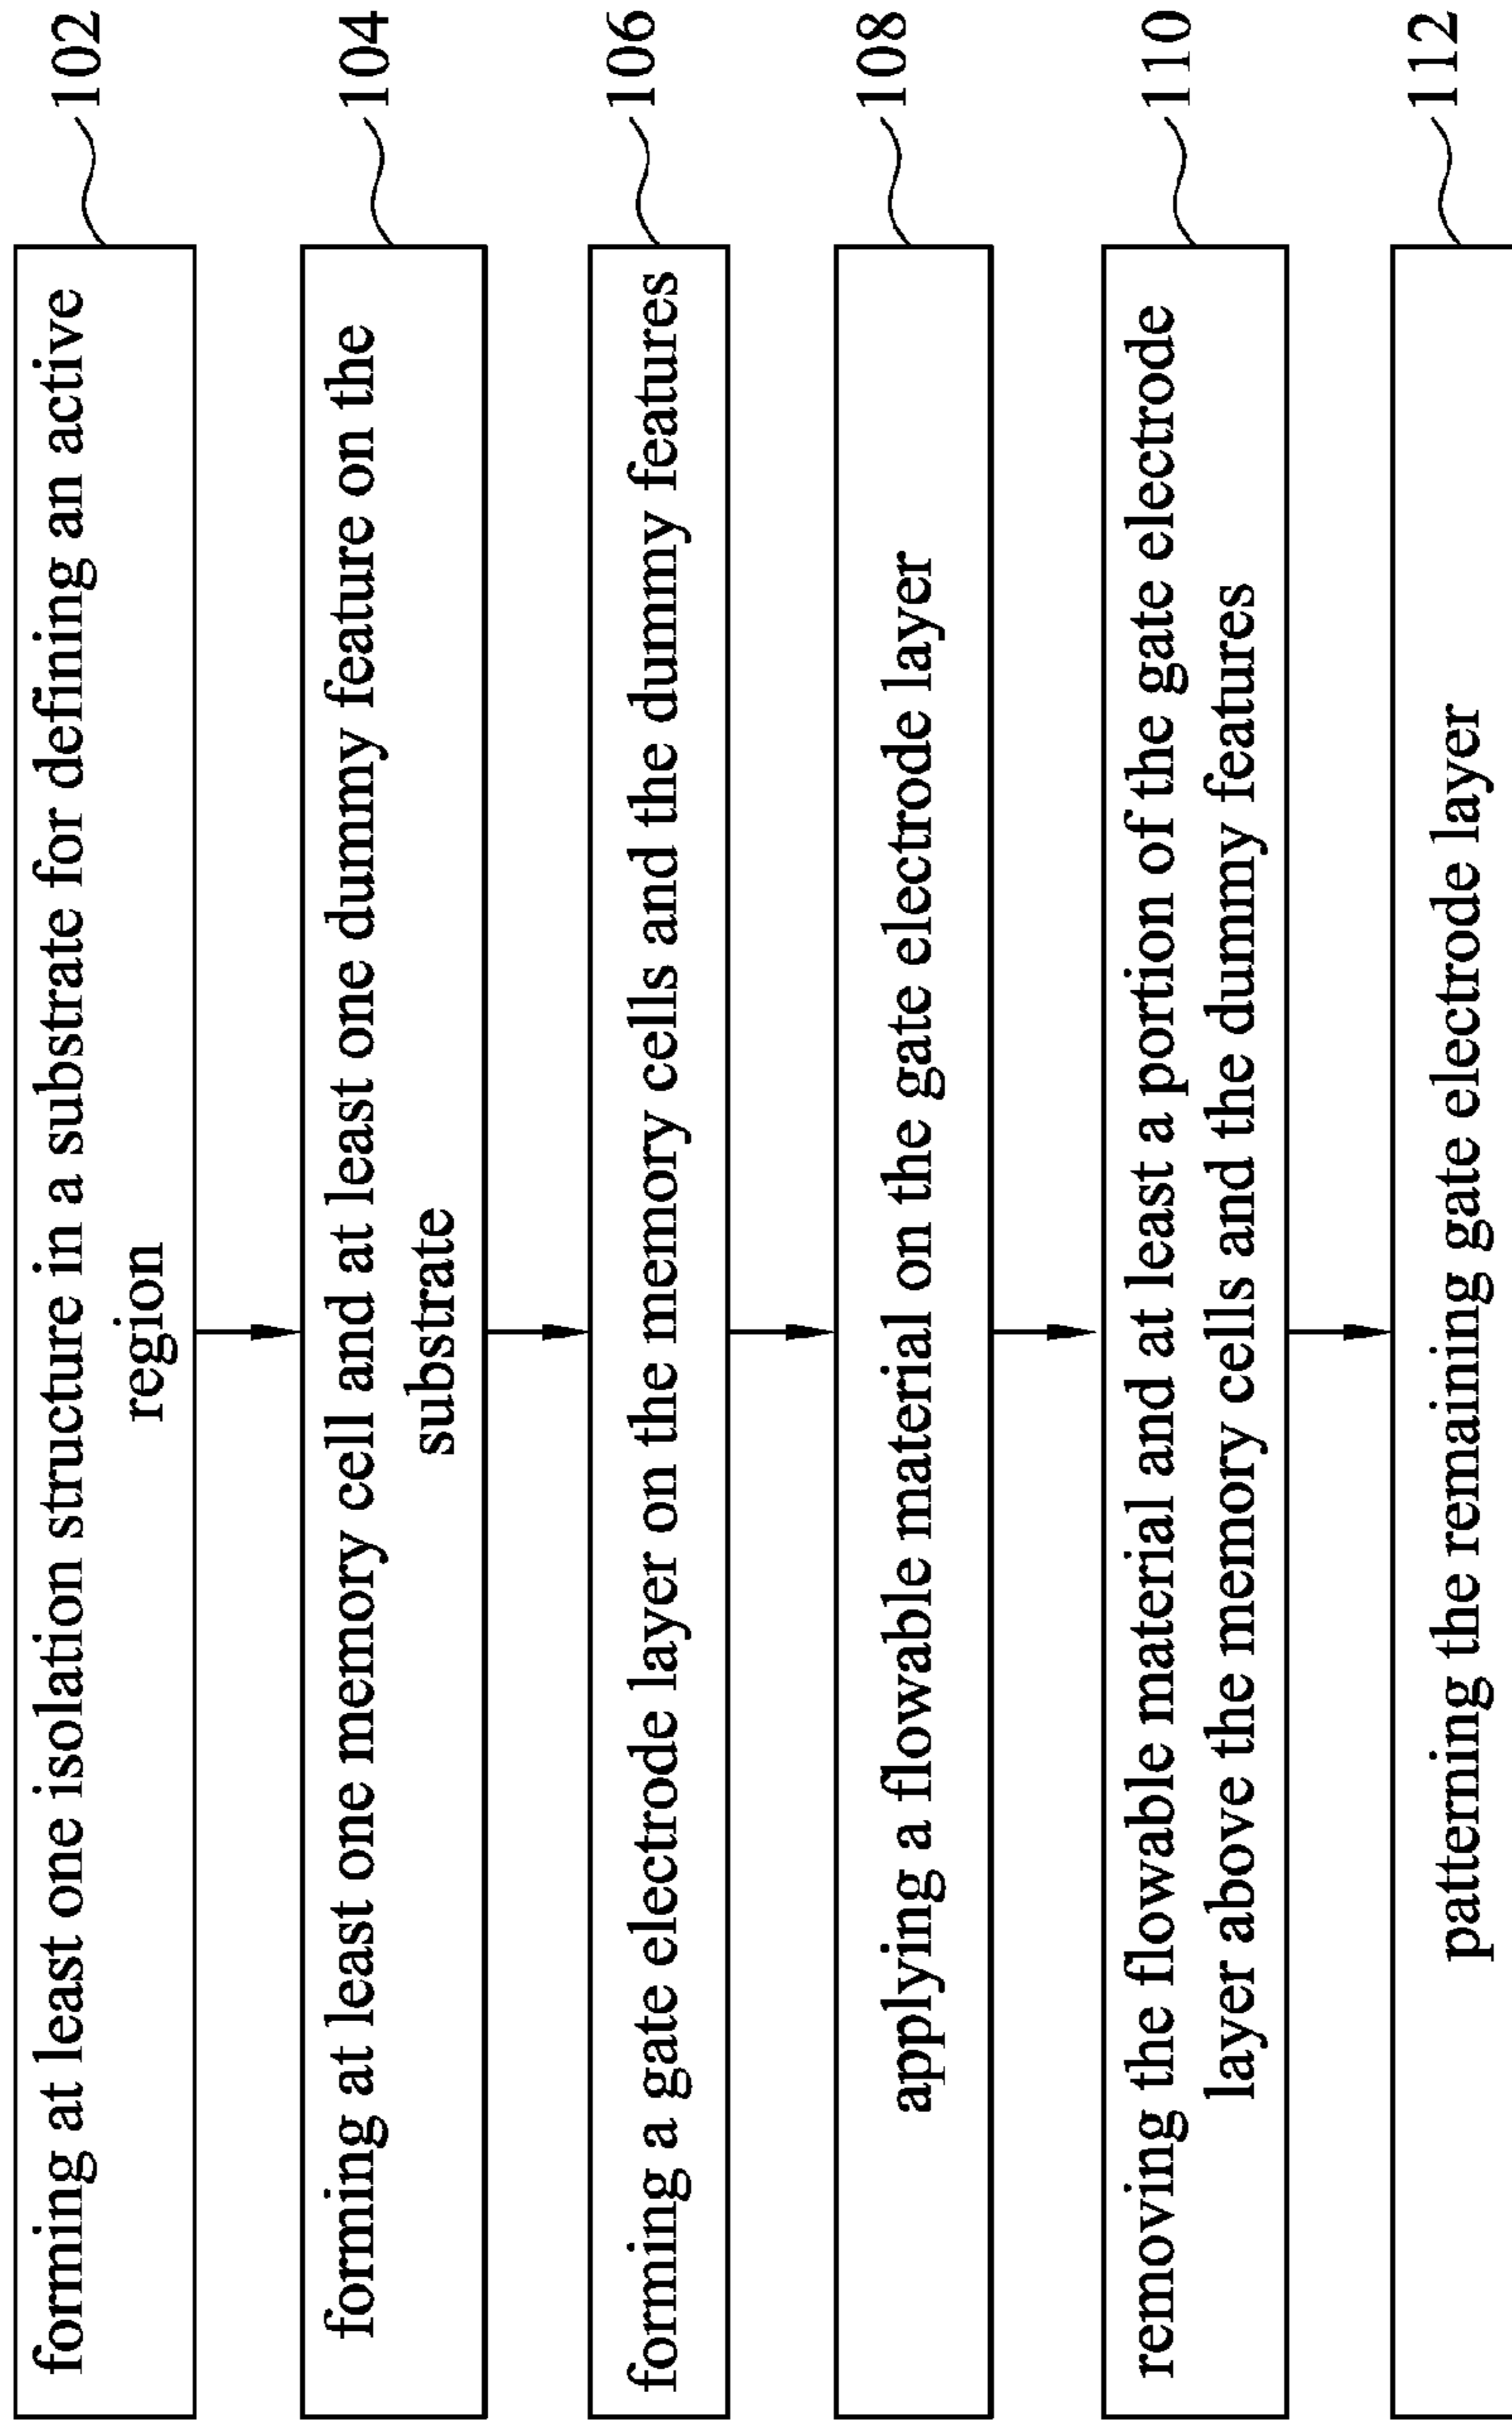 forming at least one isolation structure in a substrate for defining an active
region
102
forming at least one memory cell and at least one dummy feature on the
substrate
104
forming a gate electrode layer on the memory cells and the dummy features
106
applying a flowable material on the gate electrode layer
108
removing the flowable material and at least a portion of the gate electrode
layer above the memory cells and the dummy features
110
patterning the remaining gate electrode layer
112